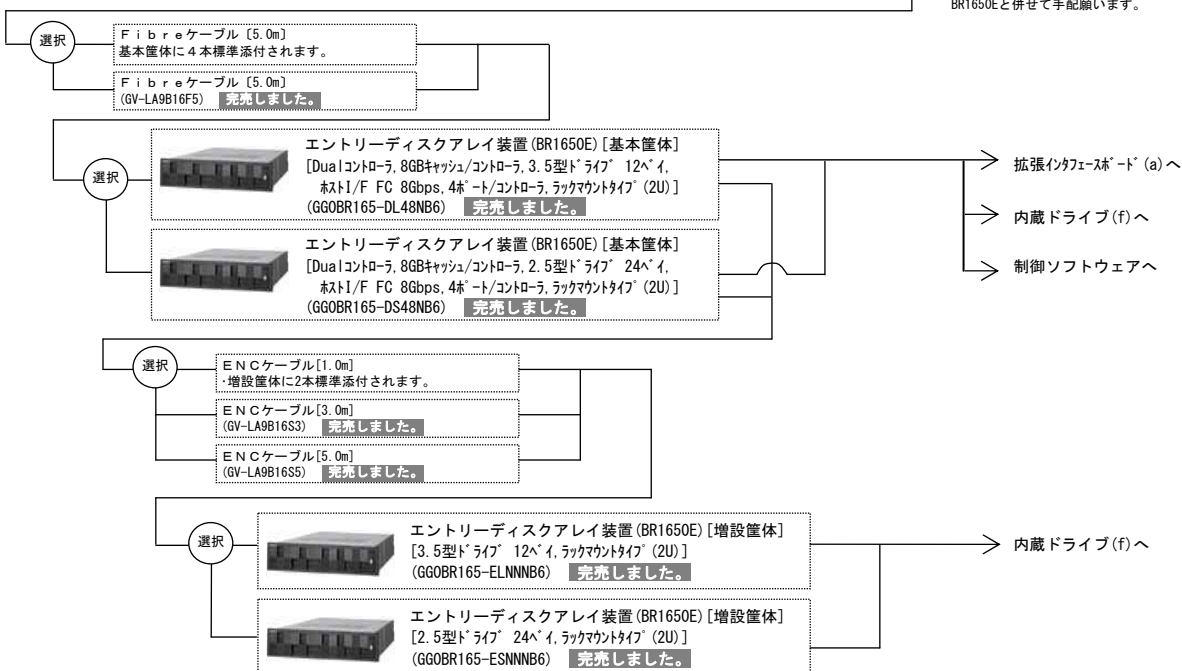 BR1650Eと併せて手配願います。
選択
Ｆｉｂｒｅケーブル〔5.0m〕
基本筐体に４本標準添付されます。
Ｆｉｂｒｅケーブル〔5.0m〕
(GV-LA9B16F5) 完売しました。
選択
エントリーディスクアレイ装置(BR1650E)[基本筐体]
[Dualｺﾝﾄﾛｰﾗ,8GBｷｬｯｼｭ/ｺﾝﾄﾛｰﾗ,3.5型ﾄﾞﾗｲﾌﾞ 12ﾍﾞｲ,
ﾎｽﾄI/F FC 8Gbps,4ﾎﾟｰﾄ/ｺﾝﾄﾛｰﾗ,ﾗｯｸﾏｳﾝﾄﾀｲﾌﾟ(2U)]
(GGOBR165-DL48NB6) 完売しました。
エントリーディスクアレイ装置(BR1650E)[基本筐体]
[Dualｺﾝﾄﾛｰﾗ,8GBｷｬｯｼｭ/ｺﾝﾄﾛｰﾗ,2.5型ﾄﾞﾗｲﾌﾞ 24ﾍﾞｲ,
ﾎｽﾄI/F FC 8Gbps,4ﾎﾟｰﾄ/ｺﾝﾄﾛｰﾗ,ﾗｯｸﾏｳﾝﾄﾀｲﾌﾟ(2U)]
(GGOBR165-DS48NB6) 完売しました。
拡張ｲﾝﾀﾌｪｰｽﾎﾞｰﾄﾞ(a)へ
内蔵ドライブ(f)へ
制御ソフトウェアへ
選択
ＥＮＣケーブル[1.0m]
･増設筐体に2本標準添付されます。
ＥＮＣケーブル[3.0m]
(GV-LA9B16S3) 完売しました。
ＥＮＣケーブル[5.0m]
(GV-LA9B16S5) 完売しました。
選択
エントリーディスクアレイ装置(BR1650E)[増設筐体]
[3.5型ﾄﾞﾗｲﾌﾞ 12ﾍﾞｲ,ﾗｯｸﾏｳﾝﾄﾀｲﾌﾟ(2U)]
(GGOBR165-ELNNNB6) 完売しました。
エントリーディスクアレイ装置(BR1650E)[増設筐体]
[2.5型ﾄﾞﾗｲﾌﾞ 24ﾍﾞｲ,ﾗｯｸﾏｳﾝﾄﾀｲﾌﾟ(2U)]
(GGOBR165-ESNNNB6) 完売しました。
内蔵ドライブ(f)へ